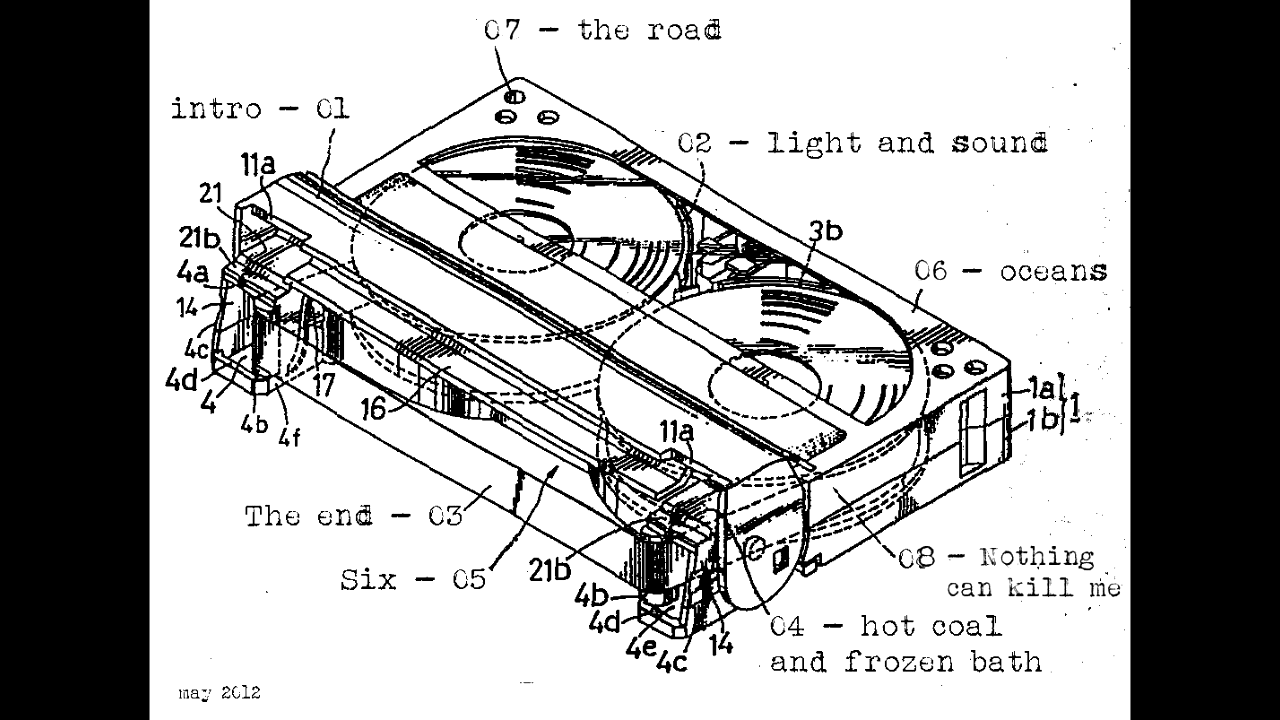 07 - the road
intro - 01
02 - light and sound
11a
21
21b
3b
4a
06 - oceans
14
4c
4d
4
17
1a
1
1b
4b
4f
16
11a
The end - 03
Six - 05
21b
08 - Nothing
can kill me
4b
4d
04 - hot coal
and frozen bath
4e
4c
14
may 2012